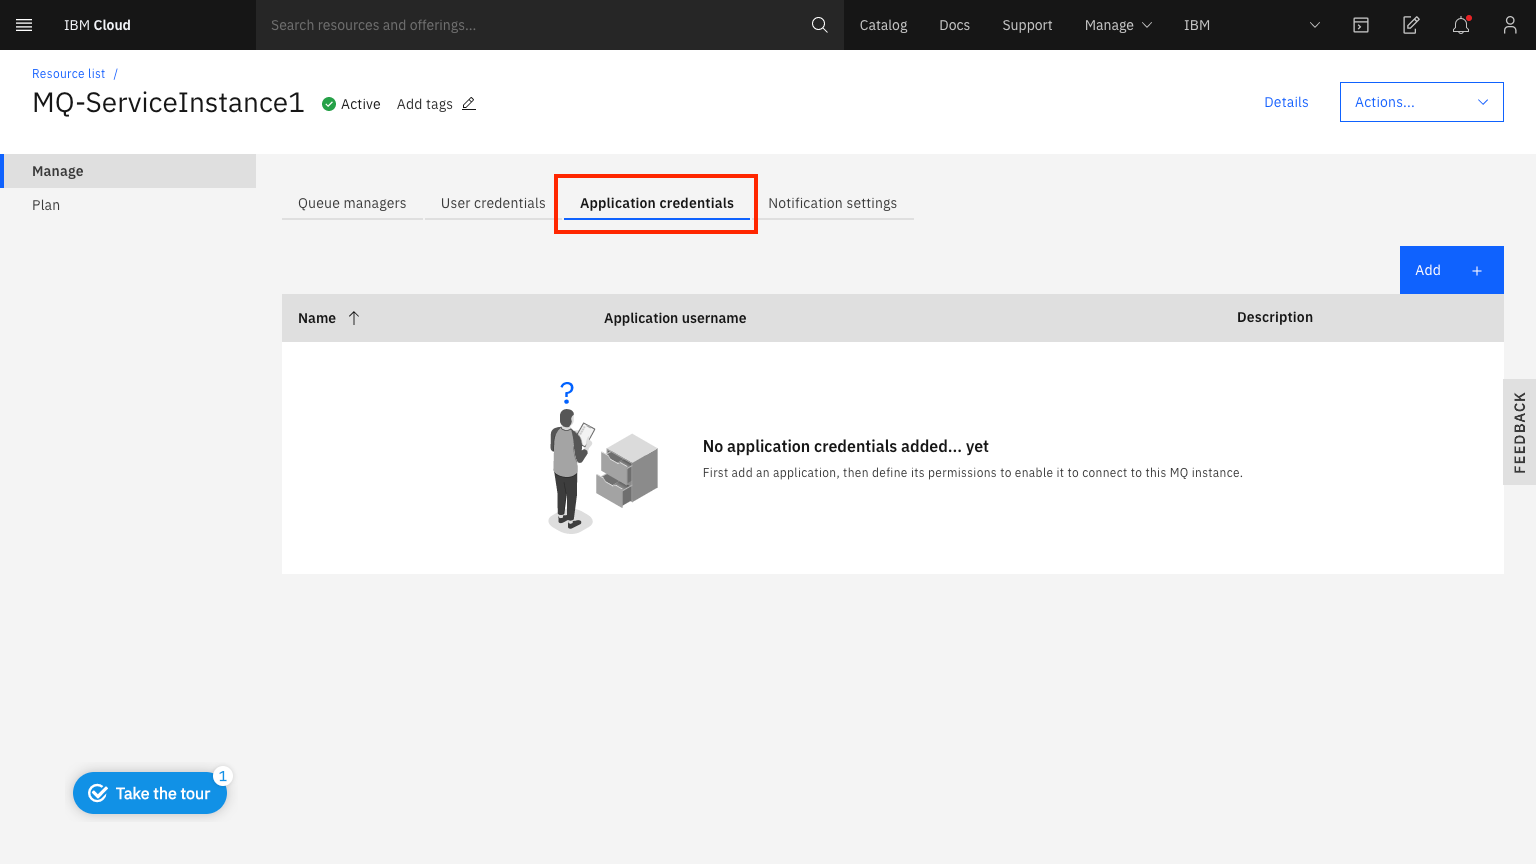 IBM Cloud Search resources and offerings... Catalog Docs Support Manage IBM
Resource list /
MQ-ServiceInstance1 Active Add tags Details Actions...
Manage
Plan
Queue managers User credentials Application credentials Notification settings
Add +
Name Application username Description
?
No application credentials added... yet
First add an application, then define its permissions to enable it to connect to this MQ instance.
FEEDBACK
Take the tour 1